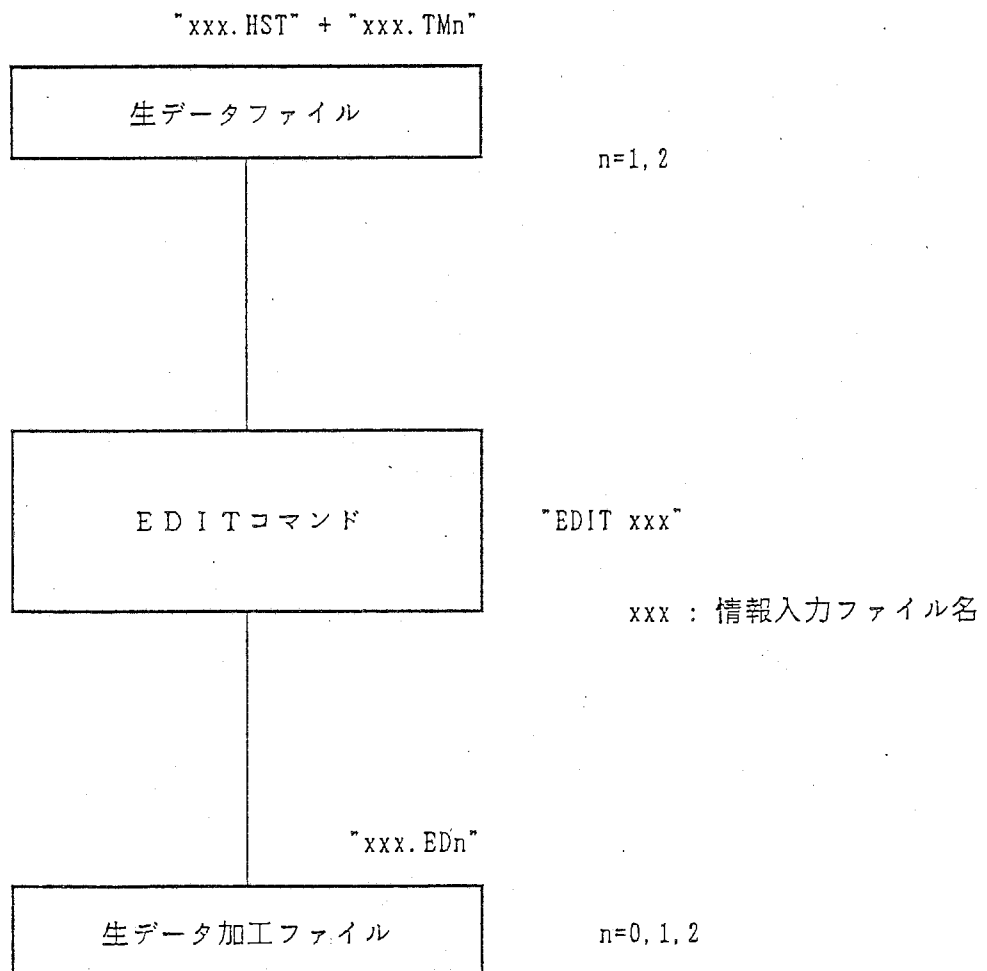 "xxx.HST" + "xxx.TMn"
生データファイル
n=1,2
EDITコマンド
"EDIT xxx"
xxx : 情報入力ファイル名
"xxx.EDn"
生データ加工ファイル
n=0,1,2